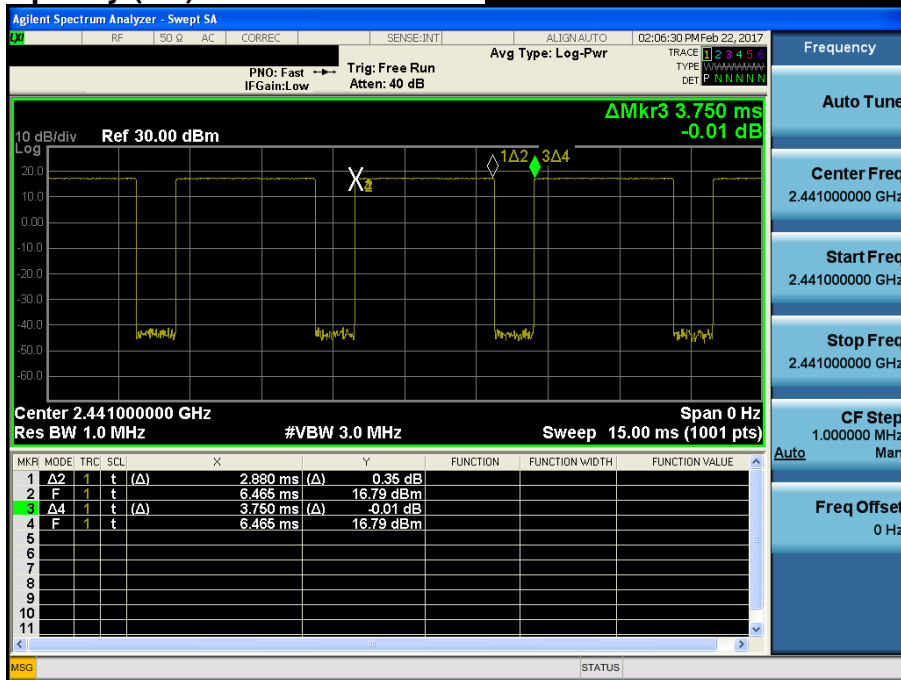 Agilent Spectrum Analyzer - Swept SA
LXI RF 50 Ω AC CORREC SENSE:INT ALIGN AUTO 02:06:30 PM Feb 22, 2017
Avg Type: Log-Pwr TRACE 1 2 3 4 5 6
PNO: Fast Trig: Free Run TYPE WWWWWW
IFGain:Low Atten: 40 dB DET P N N N N N
ΔMkr3 3.750 ms
10 dB/div Ref 30.00 dBm -0.01 dB
Log
1Δ2 3Δ4
20.0
10.0
0.00
-10.0
-20.0
-30.0
-40.0
-50.0
-60.0
Center 2.441000000 GHz Span 0 Hz
Res BW 1.0 MHz #VBW 3.0 MHz Sweep 15.00 ms (1001 pts)
MKR MODE TRC SCL X Y FUNCTION FUNCTION WIDTH FUNCTION VALUE
1 Δ2 1 t (Δ) 2.880 ms (Δ) 0.35 dB
2 F 1 t 6.465 ms 16.79 dBm
3 Δ4 1 t (Δ) 3.750 ms (Δ) -0.01 dB
4 F 1 t 6.465 ms 16.79 dBm
5
6
7
8
9
10
11
MSG STATUS
Frequency
Auto Tune
Center Freq
2.441000000 GHz
Start Freq
2.441000000 GHz
Stop Freq
2.441000000 GHz
CF Step
1.000000 MHz
Auto Man
Freq Offset
0 Hz